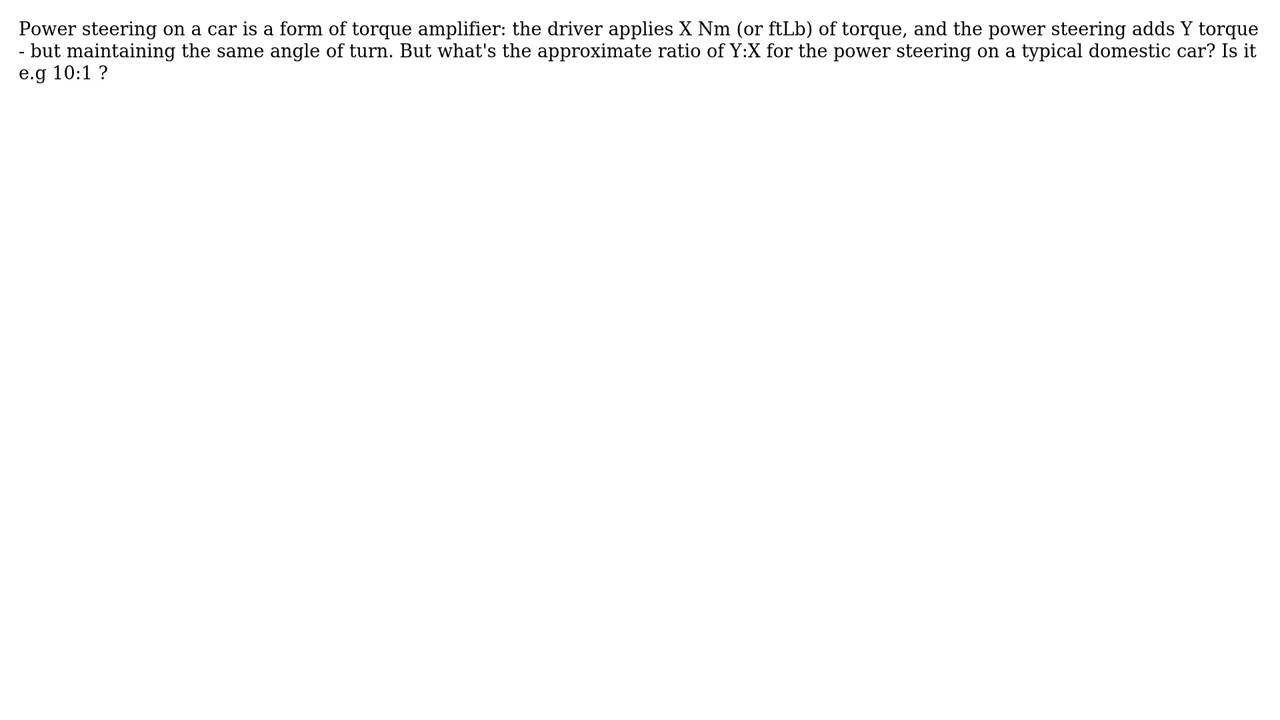 Power steering on a car is a form of torque amplifier: the driver applies X Nm (or ftLb) of torque, and the power steering adds Y torque
- but maintaining the same angle of turn. But what's the approximate ratio of Y:X for the power steering on a typical domestic car? Is it
e.g 10:1 ?